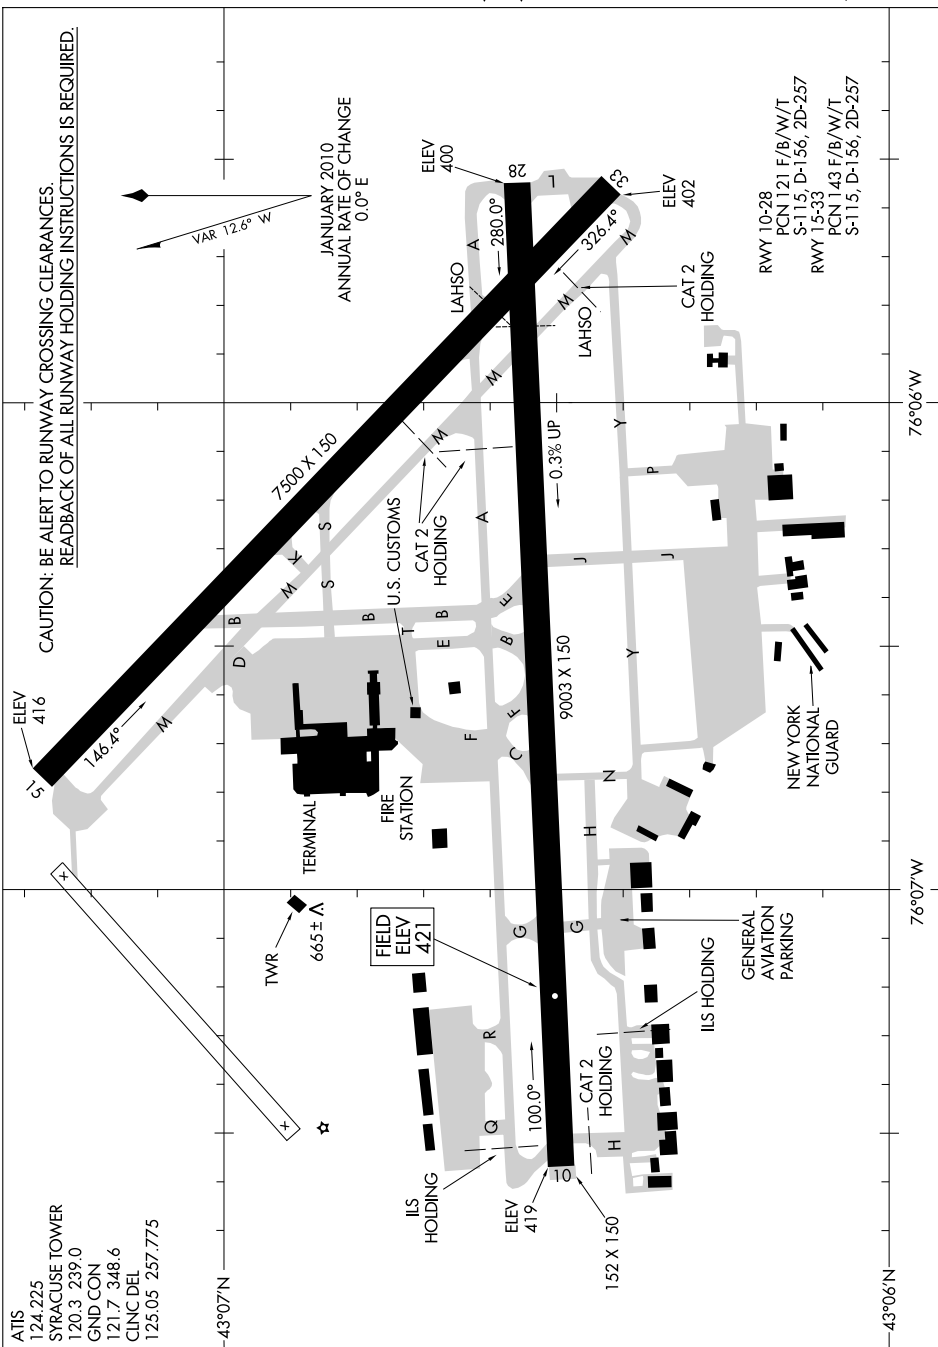 ATIS
124.225
SYRACUSE TOWER
120.3 239.0
GND CON
121.7 348.6
CLNC DEL
125.05 257.775
CAUTION: BE ALERT TO RUNWAY CROSSING CLEARANCES.
READBACK OF ALL RUNWAY HOLDING INSTRUCTIONS IS REQUIRED.
VAR 12.6° W
JANUARY 2010
ANNUAL RATE OF CHANGE
0.0° E
ELEV
416
15
146.4°
M
D
B
K
M
S
S
7500 X 150
x
x
TWR
665±
TERMINAL
FIRE
STATION
U.S. CUSTOMS
CAT 2
HOLDING
B
T
E
B
F
A
M
M
LAHSO
A
ELEV
400
28
280.0°
L
33
ELEV
402
326.4°
M
M
LAHSO
CAT 2
HOLDING
FIELD
ELEV
421
R
Q
G
C
F
B
E
ILS
HOLDING
ELEV
419
10
100.0°
152 X 150
9003 X 150
0.3% UP
CAT 2
HOLDING
H
G
H
N
J
J
Y
Y
P
ILS HOLDING
GENERAL
AVIATION
PARKING
NEW YORK
NATIONAL
GUARD
RWY 10-28
PCN 121 F/B/W/T
S-115, D-156, 2D-257
RWY 15-33
PCN 143 F/B/W/T
S-115, D-156, 2D-257
43°07'N
43°06'N
76°07'W
76°06'W